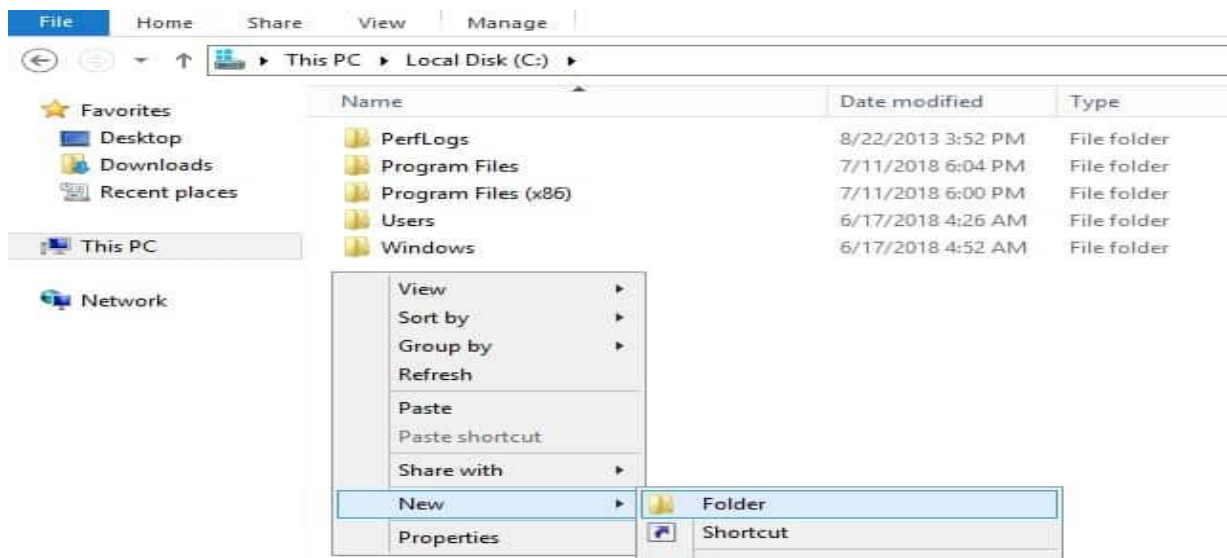 File Home Share View Manage
This PC Local Disk (C:)
Favorites
Desktop
Downloads
Recent places
This PC
Network
Name Date modified Type
PerfLogs 8/22/2013 3:52 PM File folder
Program Files 7/11/2018 6:04 PM File folder
Program Files (x86) 7/11/2018 6:00 PM File folder
Users 6/17/2018 4:26 AM File folder
Windows 6/17/2018 4:52 AM File folder
View
Sort by
Group by
Refresh
Paste
Paste shortcut
Share with
New
Properties
Folder
Shortcut